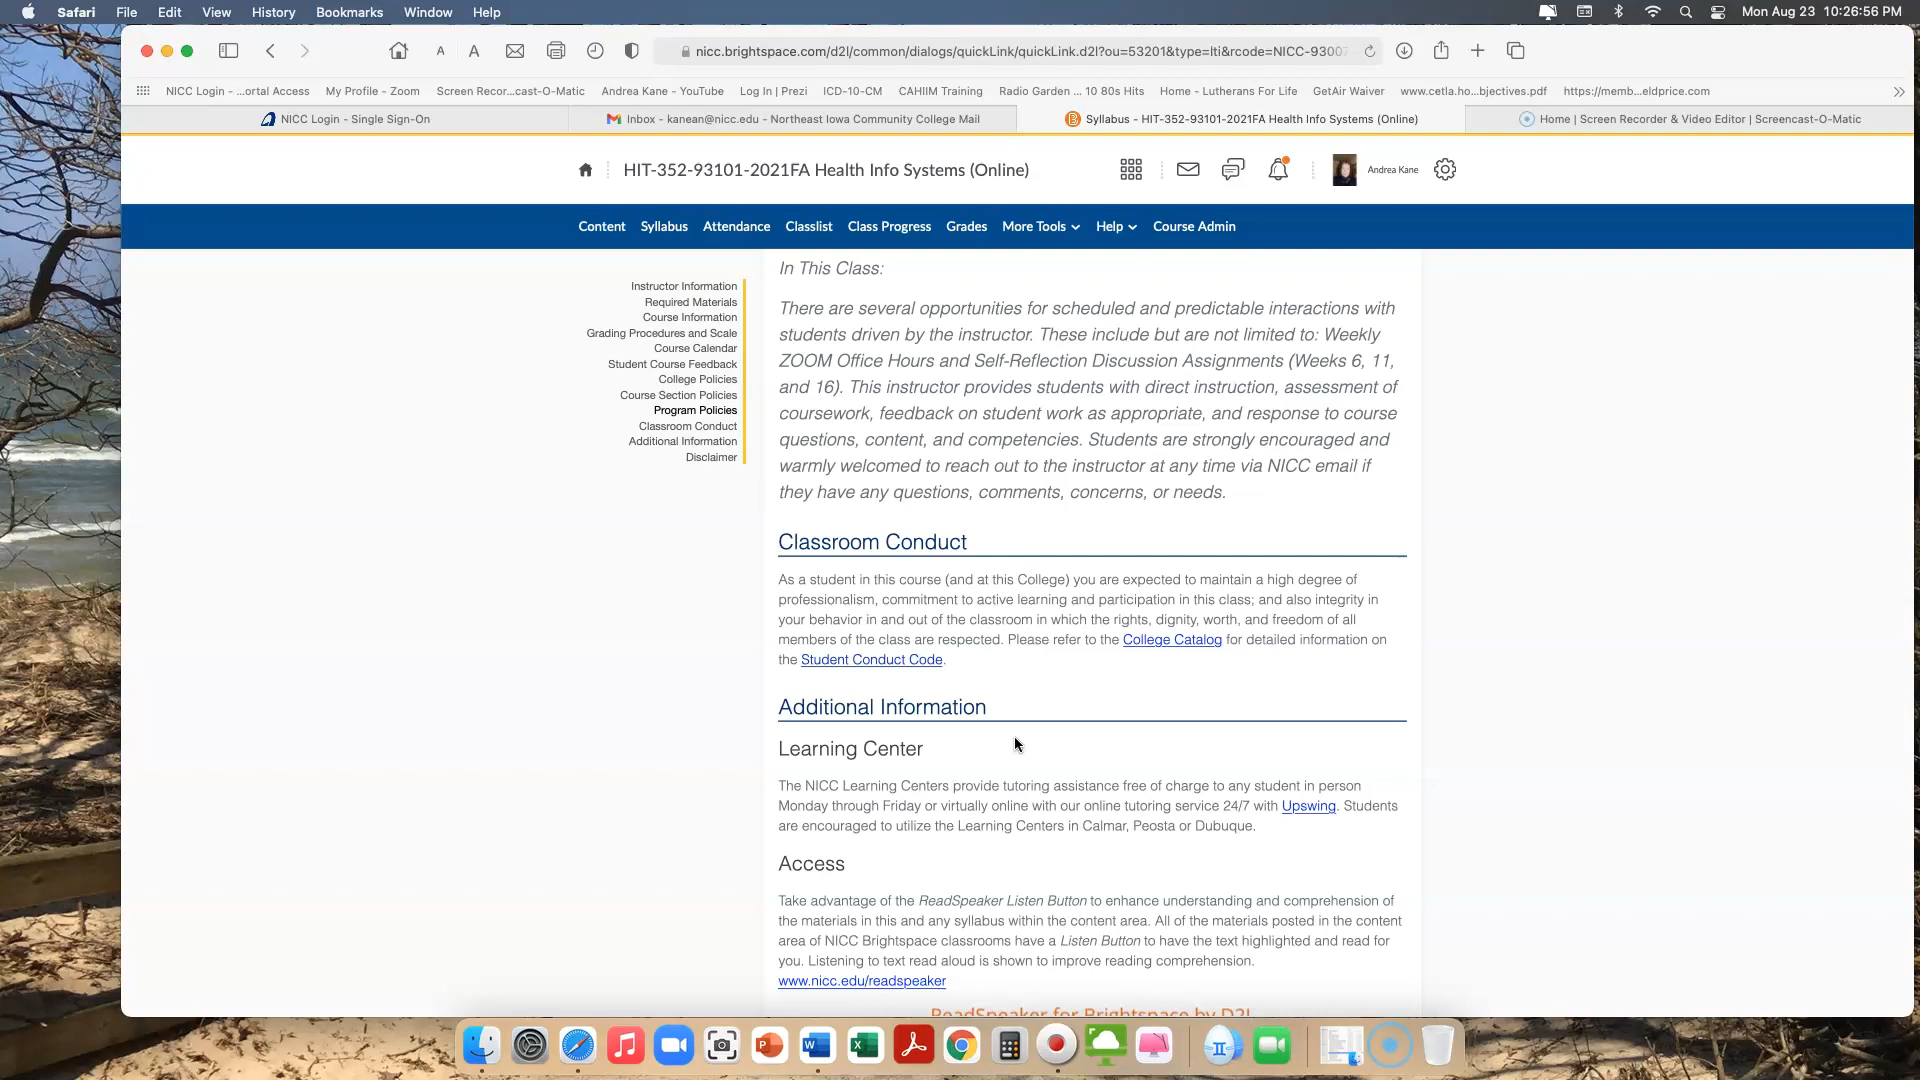 Safari File Edit View History Bookmarks Window Help Mon Aug 23 10:26:56 PM
A A nicc.brightspace.com/d2l/common/dialogs/quickLink/quickLink.d2l?ou=53201&type=lti&rcode=NICC-93007
NICC Login - ...ortal Access My Profile - Zoom Screen Recor...cast-O-Matic Andrea Kane - YouTube Log In | Prezi ICD-10-CM CAHIIM Training Radio Garden ... 10 80s Hits Home - Lutherans For Life GetAir Waiver www.cetla.ho...bjectives.pdf https://memb...eldprice.com
NICC Login - Single Sign-On Inbox - kanean@nicc.edu - Northeast Iowa Community College Mail Syllabus - HIT-352-93101-2021FA Health Info Systems (Online) Home | Screen Recorder & Video Editor | Screencast-O-Matic
HIT-352-93101-2021FA Health Info Systems (Online) Andrea Kane
Content Syllabus Attendance Classlist Class Progress Grades More Tools Help Course Admin
Instructor Information
Required Materials
Course Information
Grading Procedures and Scale
Course Calendar
Student Course Feedback
College Policies
Course Section Policies
Program Policies
Classroom Conduct
Additional Information
Disclaimer
In This Class:
There are several opportunities for scheduled and predictable interactions with
students driven by the instructor. These include but are not limited to: Weekly
ZOOM Office Hours and Self-Reflection Discussion Assignments (Weeks 6, 11,
and 16). This instructor provides students with direct instruction, assessment of
coursework, feedback on student work as appropriate, and response to course
questions, content, and competencies. Students are strongly encouraged and
warmly welcomed to reach out to the instructor at any time via NICC email if
they have any questions, comments, concerns, or needs.
Classroom Conduct
As a student in this course (and at this College) you are expected to maintain a high degree of
professionalism, commitment to active learning and participation in this class; and also integrity in
your behavior in and out of the classroom in which the rights, dignity, worth, and freedom of all
members of the class are respected. Please refer to the College Catalog for detailed information on
the Student Conduct Code.
Additional Information
Learning Center
The NICC Learning Centers provide tutoring assistance free of charge to any student in person
Monday through Friday or virtually online with our online tutoring service 24/7 with Upswing. Students
are encouraged to utilize the Learning Centers in Calmar, Peosta or Dubuque.
Access
Take advantage of the ReadSpeaker Listen Button to enhance understanding and comprehension of
the materials in this and any syllabus within the content area. All of the materials posted in the content
area of NICC Brightspace classrooms have a Listen Button to have the text highlighted and read for
you. Listening to text read aloud is shown to improve reading comprehension.
www.nicc.edu/readspeaker
ReadSpeaker for Brightspace by D2L